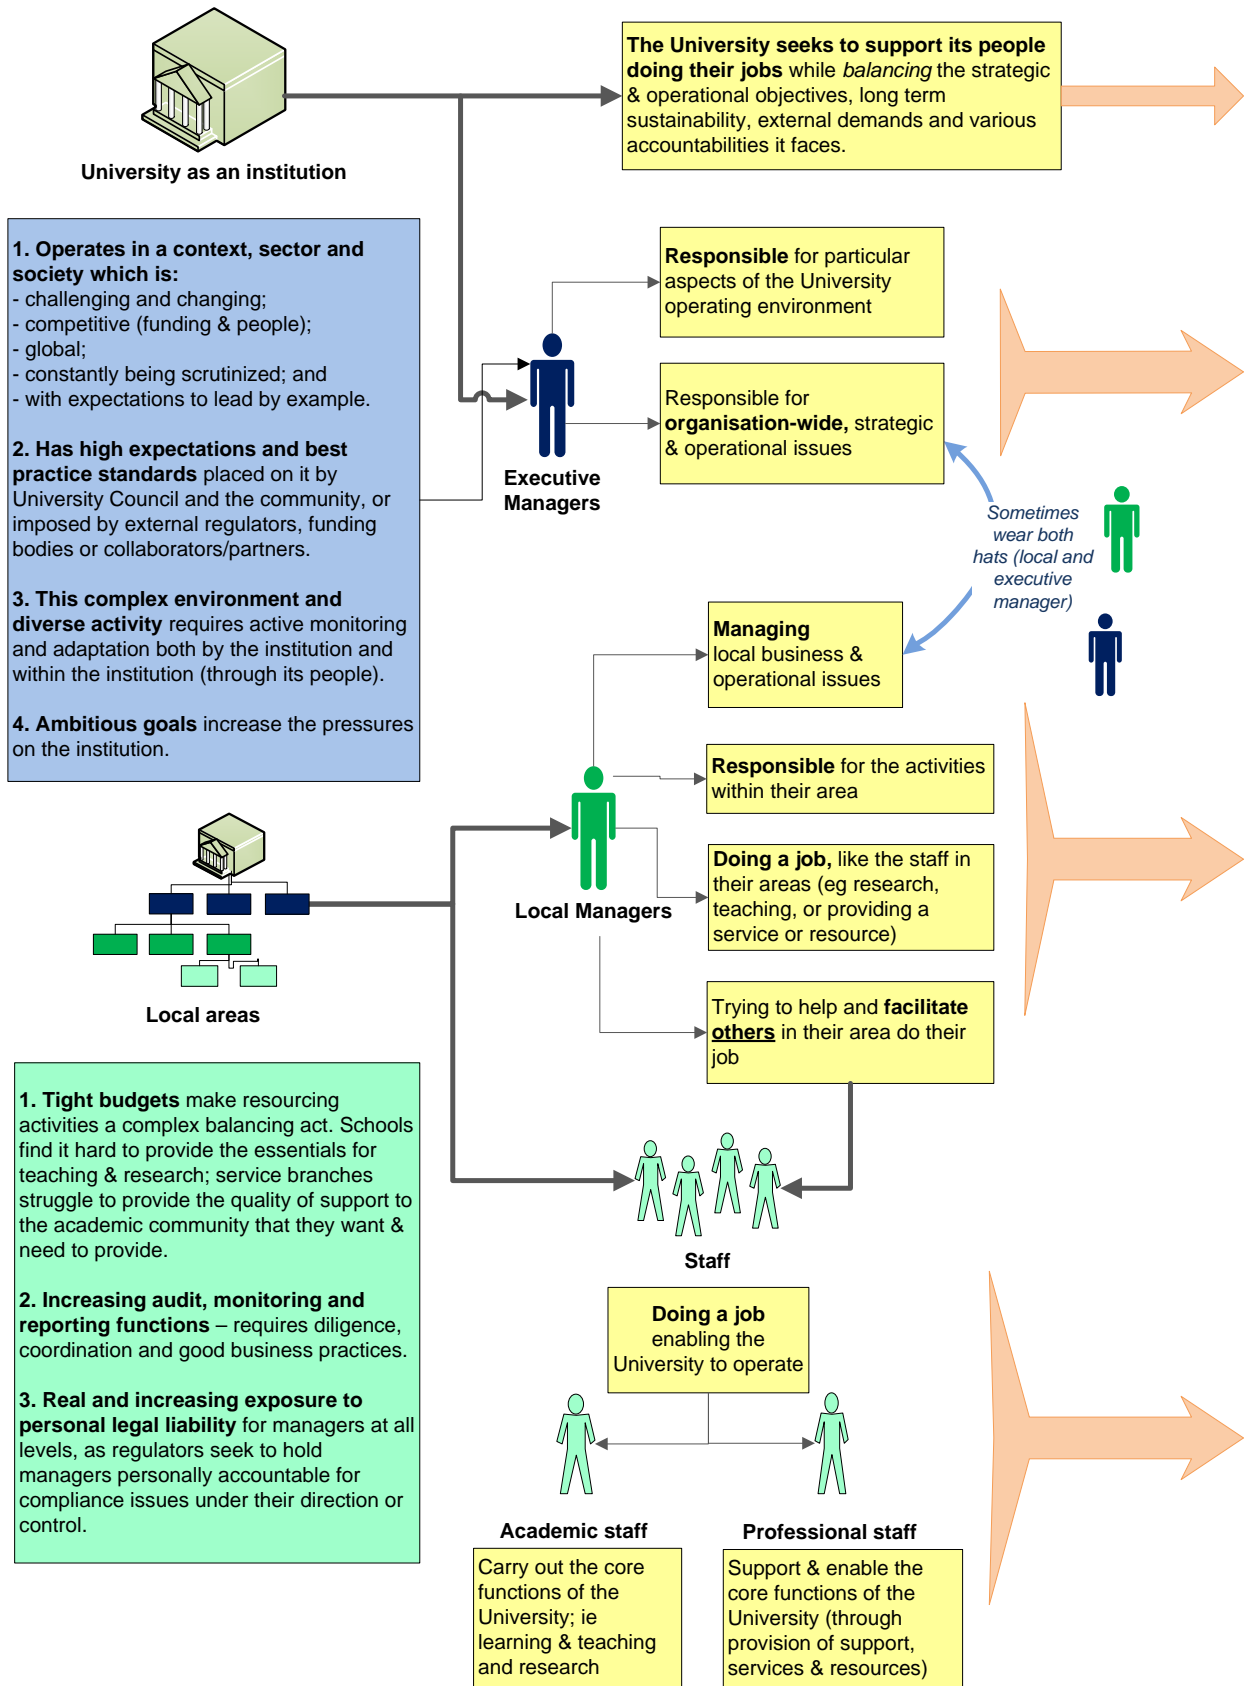 The University seeks to support its people
doing their jobs while balancing the strategic
& operational objectives, long term
sustainability, external demands and various
accountabilities it faces.
University as an institution
1. Operates in a context, sector and
society which is:
- challenging and changing;
- competitive (funding & people);
- global;
- constantly being scrutinized; and
- with expectations to lead by example.
2. Has high expectations and best
practice standards placed on it by
University Council and the community, or
imposed by external regulators, funding
bodies or collaborators/partners.
3. This complex environment and
diverse activity requires active monitoring
and adaptation both by the institution and
within the institution (through its people).
4. Ambitious goals increase the pressures
on the institution.
Responsible for particular
aspects of the University
operating environment
Responsible for
organisation-wide, strategic
& operational issues
Executive
Managers
Sometimes
wear both
hats (local and
executive
manager)
Managing
local business &
operational issues
Responsible for the activities
within their area
Doing a job, like the staff in
their areas (eg research,
teaching, or providing a
service or resource)
Local Managers
Trying to help and facilitate
others in their area do their
job
Local areas
1. Tight budgets make resourcing
activities a complex balancing act. Schools
find it hard to provide the essentials for
teaching & research; service branches
struggle to provide the quality of support to
the academic community that they want &
need to provide.
2. Increasing audit, monitoring and
reporting functions – requires diligence,
coordination and good business practices.
3. Real and increasing exposure to
personal legal liability for managers at all
levels, as regulators seek to hold
managers personally accountable for
compliance issues under their direction or
control.
Staff
Doing a job
enabling the
University to operate
Academic staff
Carry out the core
functions of the
University; ie
learning & teaching
and research
Professional staff
Support & enable the
core functions of the
University (through
provision of support,
services & resources)